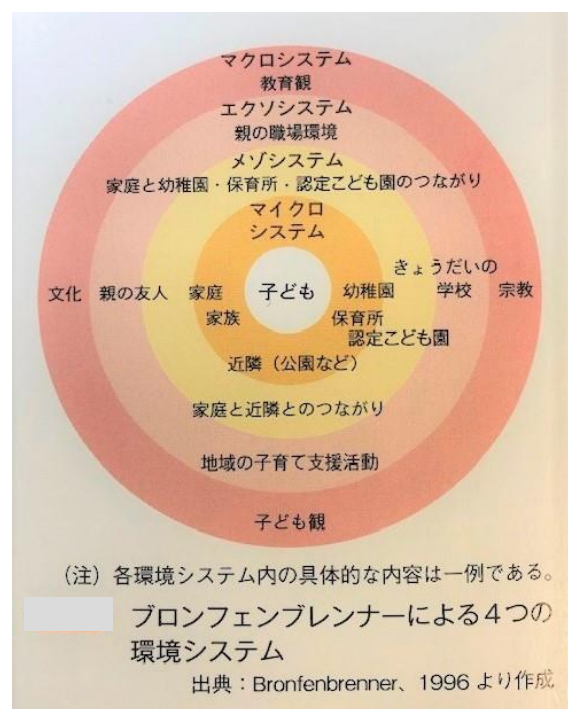 マクロシステム
教育観
エクソシステム
親の職場環境
メゾシステム
家庭と幼稚園・保育所・認定こども園のつながり
マイクロ
システム
きょうだいの
文化 親の友人 家庭 子ども 幼稚園 学校 宗教
家族 保育所
認定こども園
近隣（公園など）
家庭と近隣とのつながり
地域の子育て支援活動
子ども観
（注）各環境システム内の具体的な内容は一例である。
ブロンフェンブレンナーによる４つの
環境システム
出典：Bronfenbrenner、1996 より作成